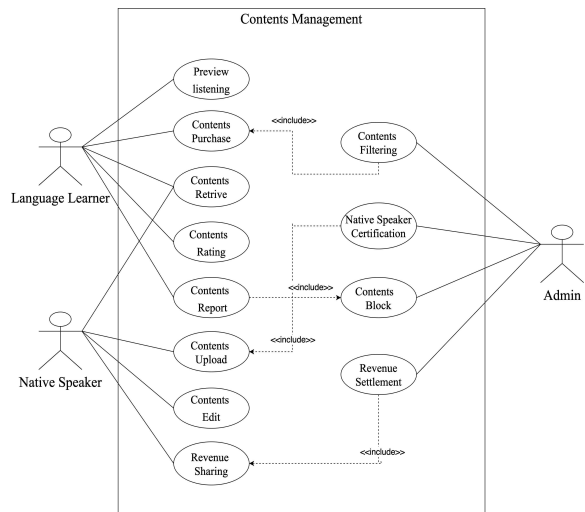 Contents Management
Preview
listening
<<include>>
Contents
Purchase
Contents
Filtering
Language Learner
Contents
Retrive
Native Speaker
Certification
Contents
Rating
<<include>>
Contents
Report
Contents
Block
Admin
<<include>>
Contents
Upload
Native Speaker
Revenue
Settlement
Contents
Edit
Revenue
Sharing
<<include>>